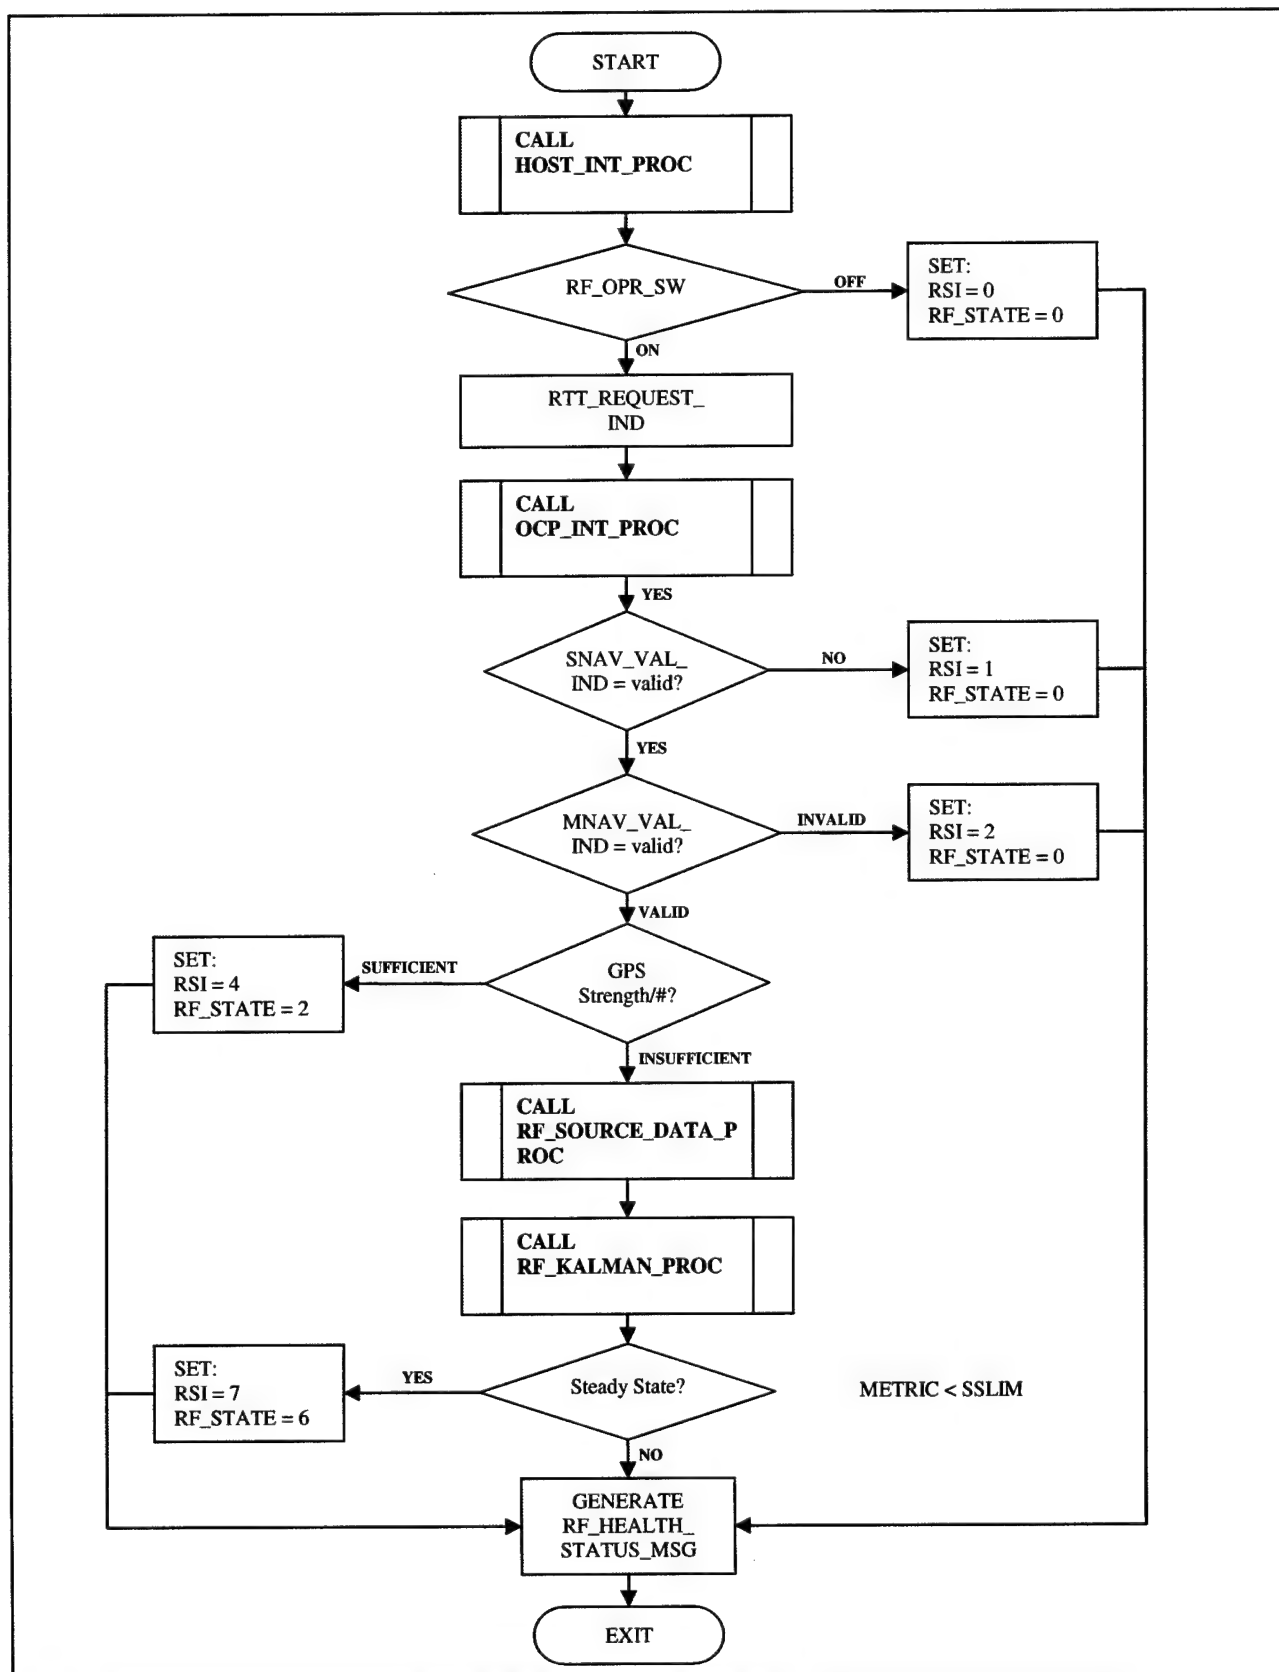 START
CALL
HOST_INT_PROC
RF_OPR_SW
OFF
SET:
RSI = 0
RF_STATE = 0
ON
RTT_REQUEST_
IND
CALL
OCP_INT_PROC
YES
SNAV_VAL_
IND = valid?
NO
SET:
RSI = 1
RF_STATE = 0
YES
MNAV_VAL_
IND = valid?
INVALID
SET:
RSI = 2
RF_STATE = 0
VALID
GPS
Strength/#?
SUFFICIENT
SET:
RSI = 4
RF_STATE = 2
INSUFFICIENT
CALL
RF_SOURCE_DATA_P
ROC
CALL
RF_KALMAN_PROC
Steady State?
YES
SET:
RSI = 7
RF_STATE = 6
METRIC < SSLIM
NO
GENERATE
RF_HEALTH_
STATUS_MSG
EXIT